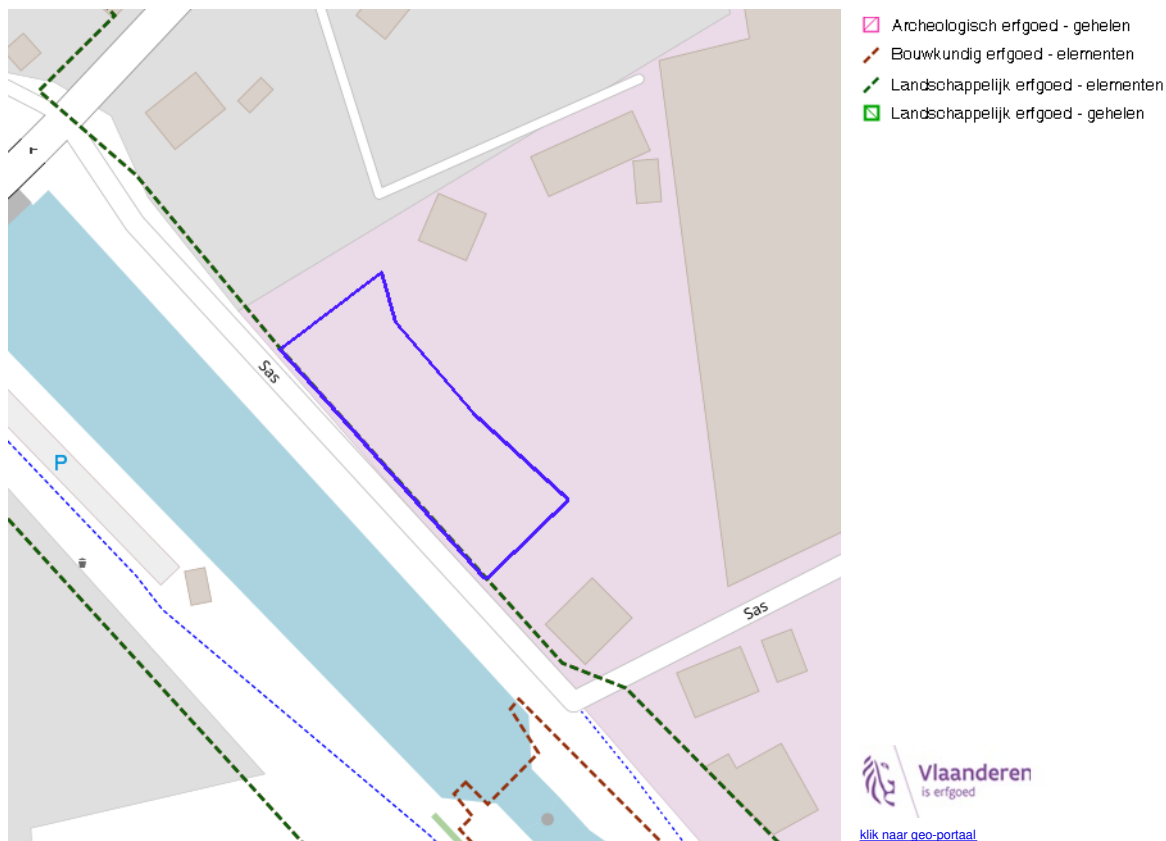 Archeologisch erfgoed - gehelen
Bouwkundig erfgoed - elementen
Landschappelijk erfgoed - elementen
Landschappelijk erfgoed - gehelen
Sas
P
Sas
Vlaanderen
is erfgoed
klik naar geo-portaal